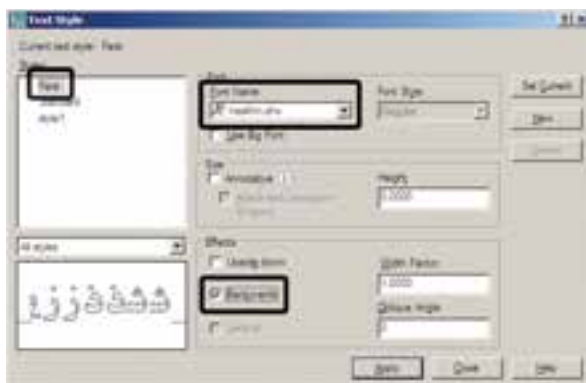 Text Style
Current text style: Farsi
Styles:
Farsi
Standard
style1
All styles
Font
Font Name
Use Big Font
Font Style
Regular
Size
Annotative
Height
0.0000
Effects
Upside down
Backwards
Vertical
Width Factor
1.0000
Oblique Angle
0
Set Current
New
Delete
Apply
Close
Help